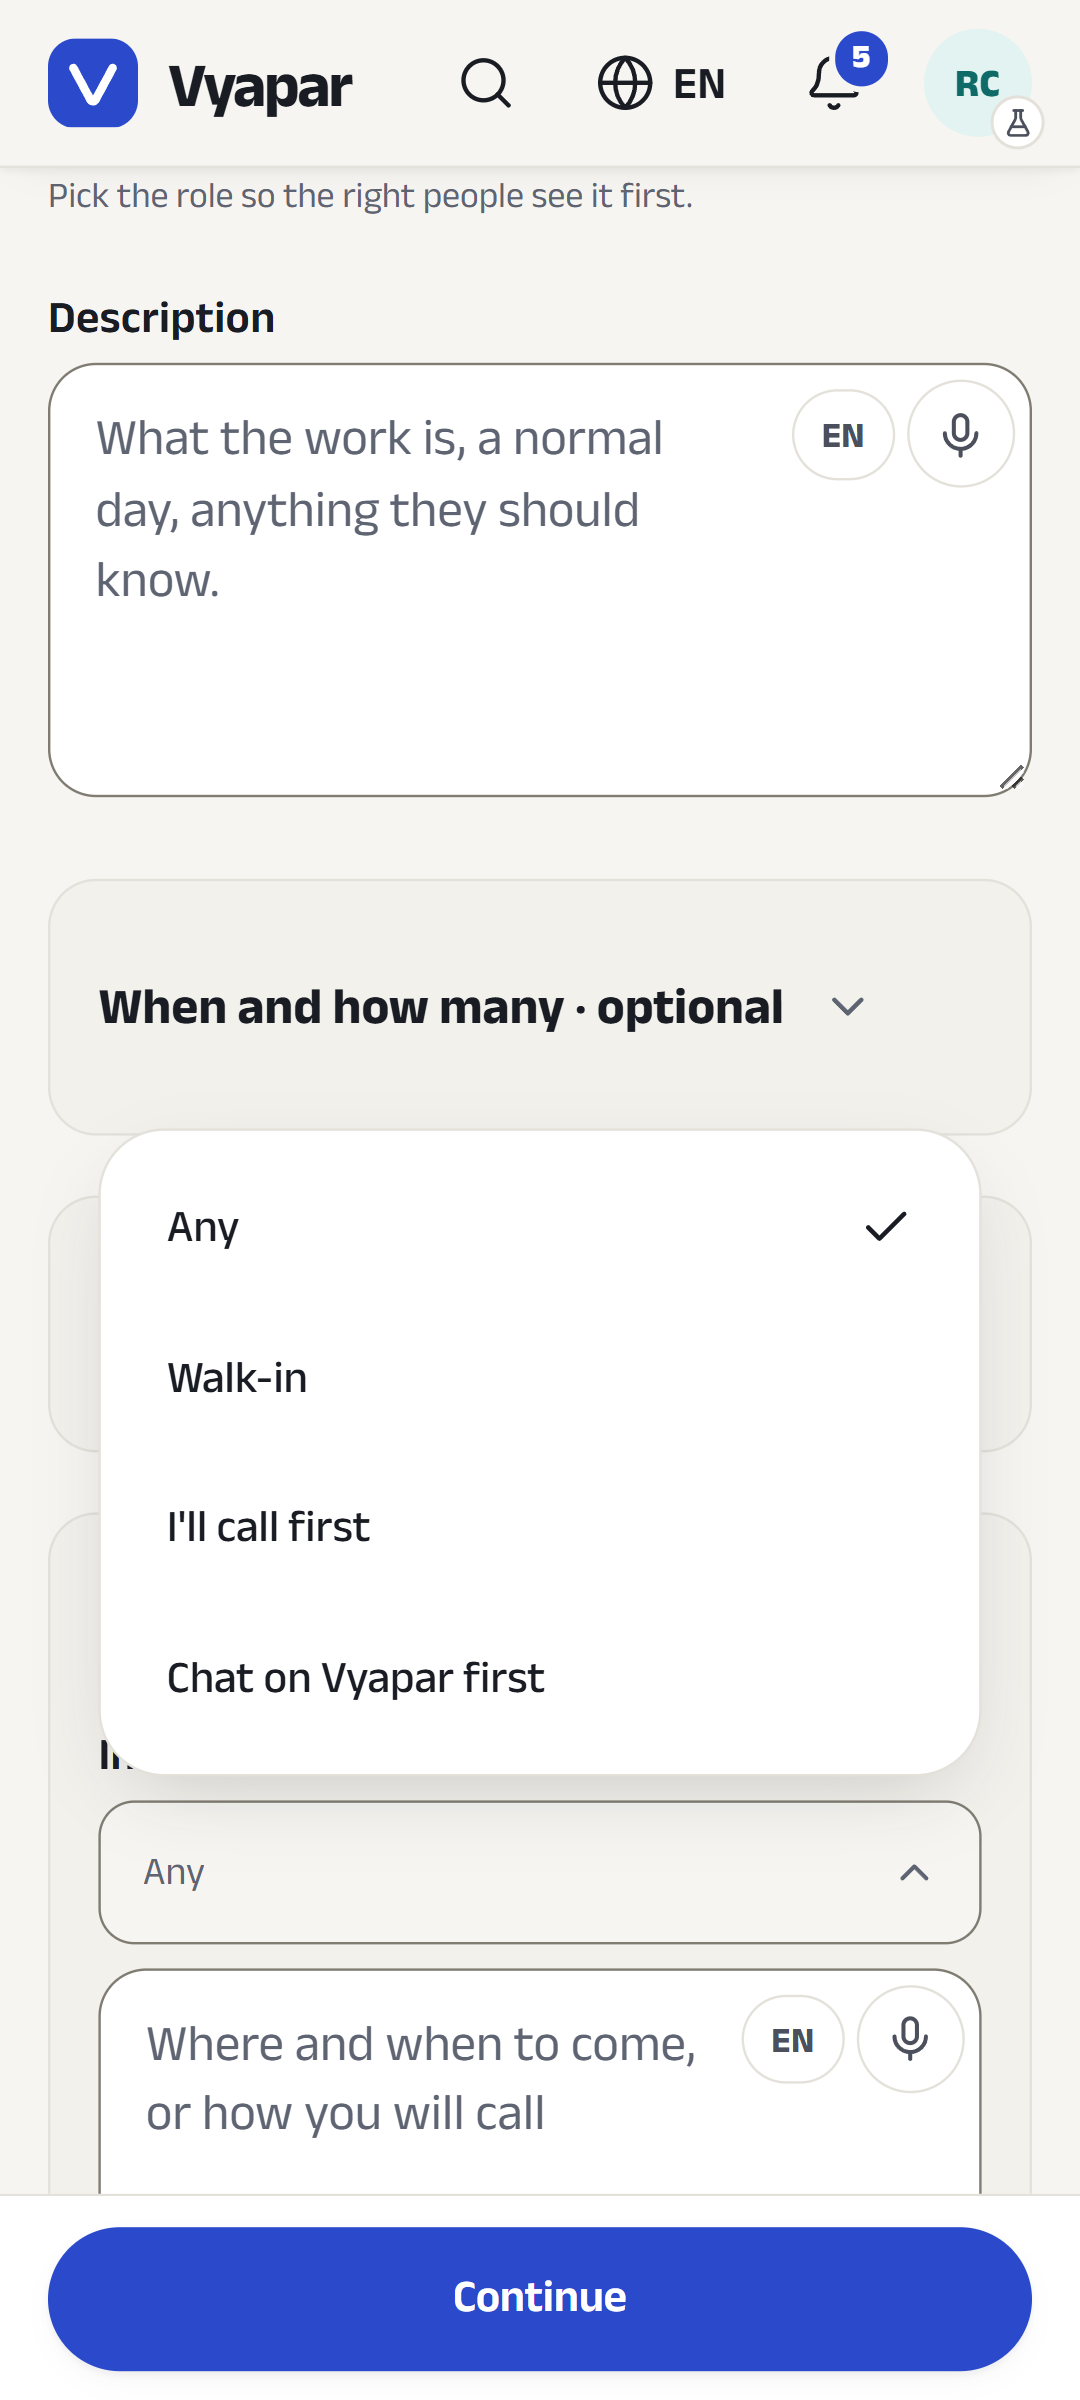 Vyapar
EN
5
RC
Pick the role so the right people see it first.
Description
What the work is, a normal
day, anything they should
know.
EN
When and how many · optional
Any
Walk-in
I'll call first
Chat on Vyapar first
Any
Where and when to come,
or how you will call
EN
Continue